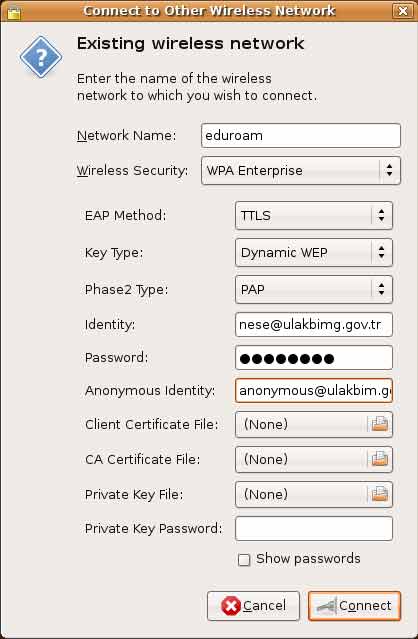 Connect to Other Wireless Network
Existing wireless network
Enter the name of the wireless
network to which you wish to connect.
Network Name: eduroam
Wireless Security: WPA Enterprise
EAP Method: TTLS
Key Type: Dynamic WEP
Phase2 Type: PAP
Identity: nese@ulakbimg.gov.tr
Password: ●●●●●●●●
Anonymous Identity: anonymous@ulakbim.g
Client Certificate File: (None)
CA Certificate File: (None)
Private Key File: (None)
Private Key Password:
Show passwords
Cancel Connect